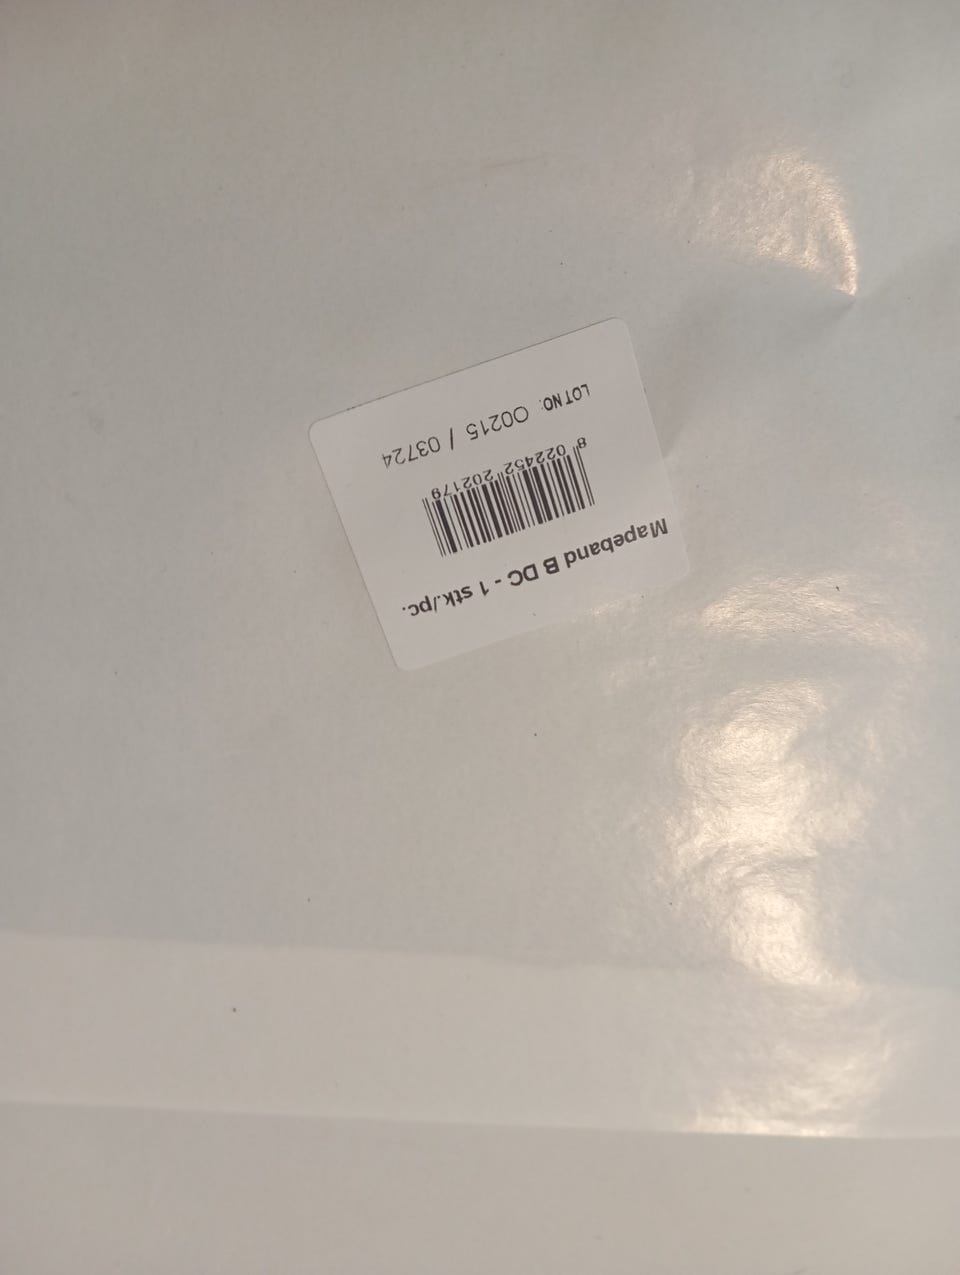 Mapeband B DC - 1 stk./pc.
8 022452 202179
LOT NO: O0215 / 03724